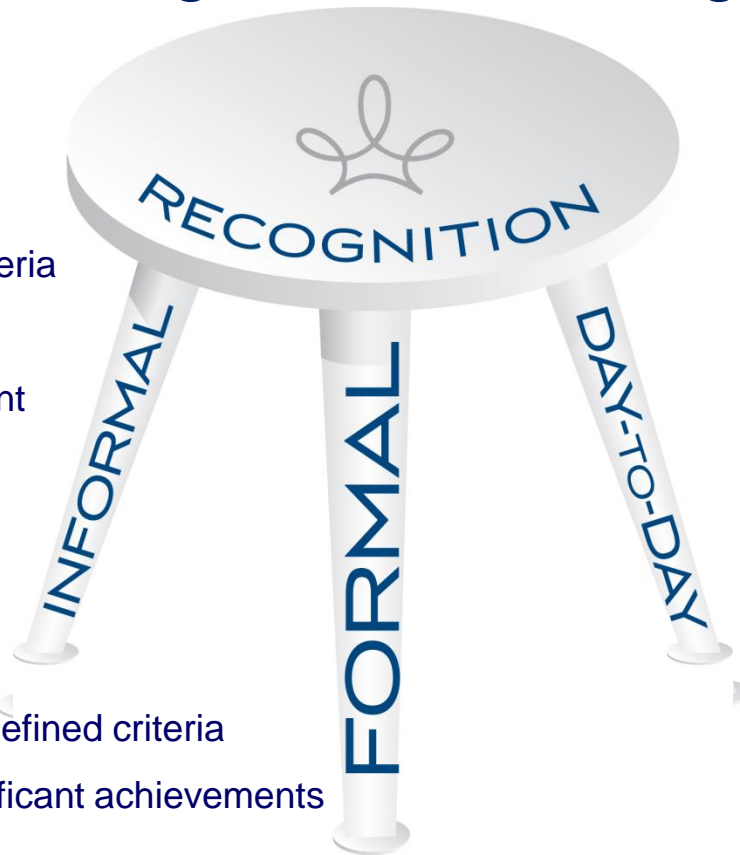 RECOGNITION
eria
nt
INFORMAL
FORMAL
DAY-TO-DAY
efined criteria
ficant achievements